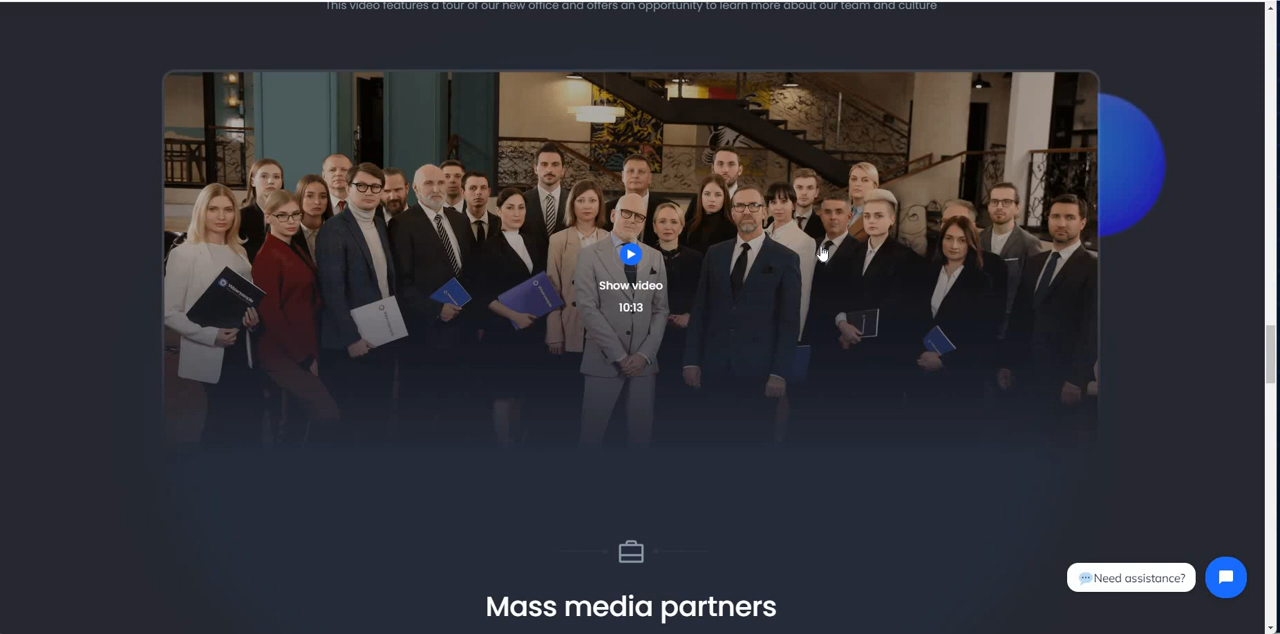 This video features a tour of our new office and offers an opportunity to learn more about our team and culture
Show video
10:13
Mass media partners
Need assistance?